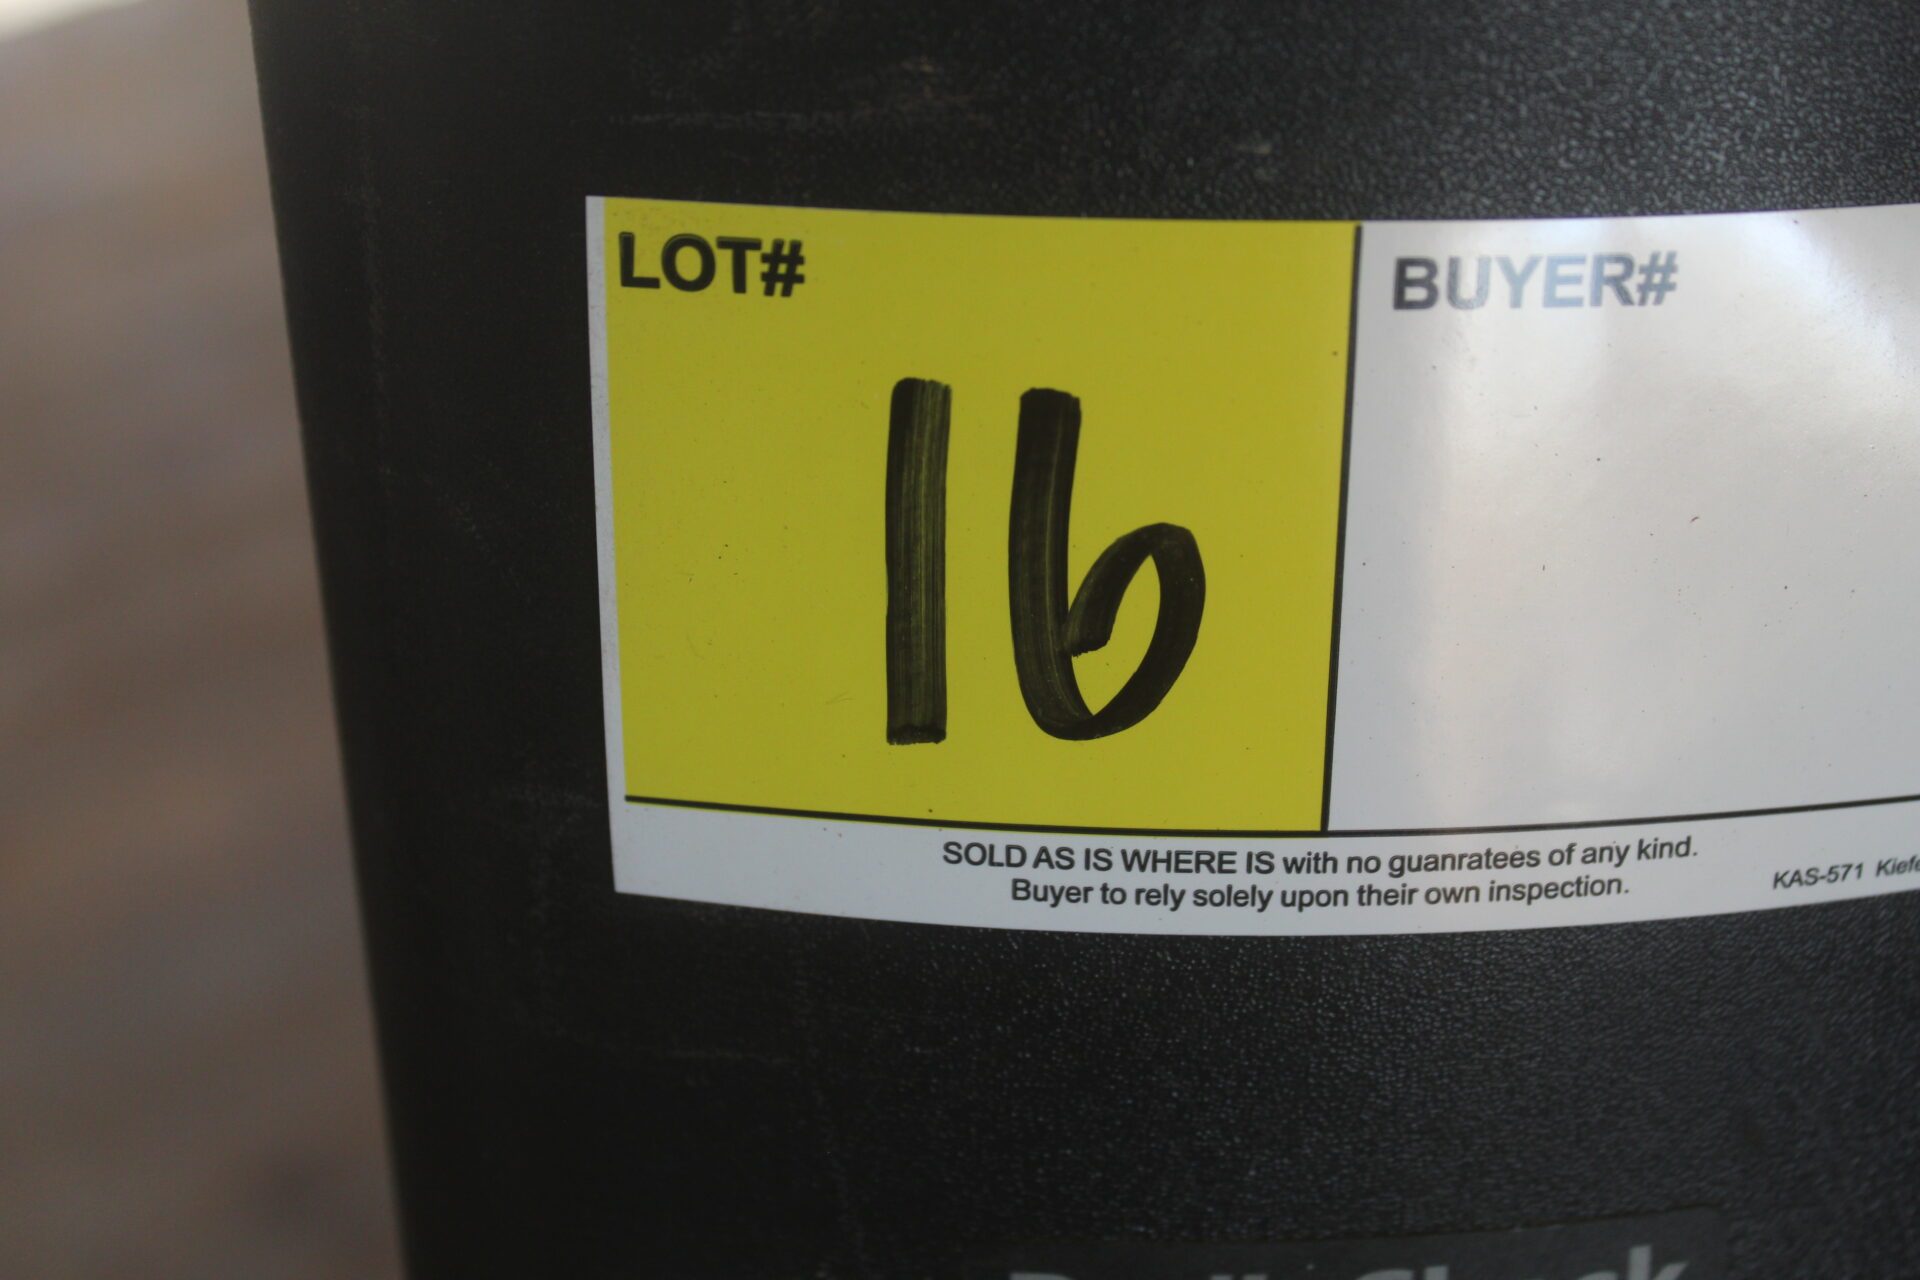 LOT#
BUYER#
16
SOLD AS IS WHERE IS with no guanratees of any kind.
Buyer to rely solely upon their own inspection.
KAS-571